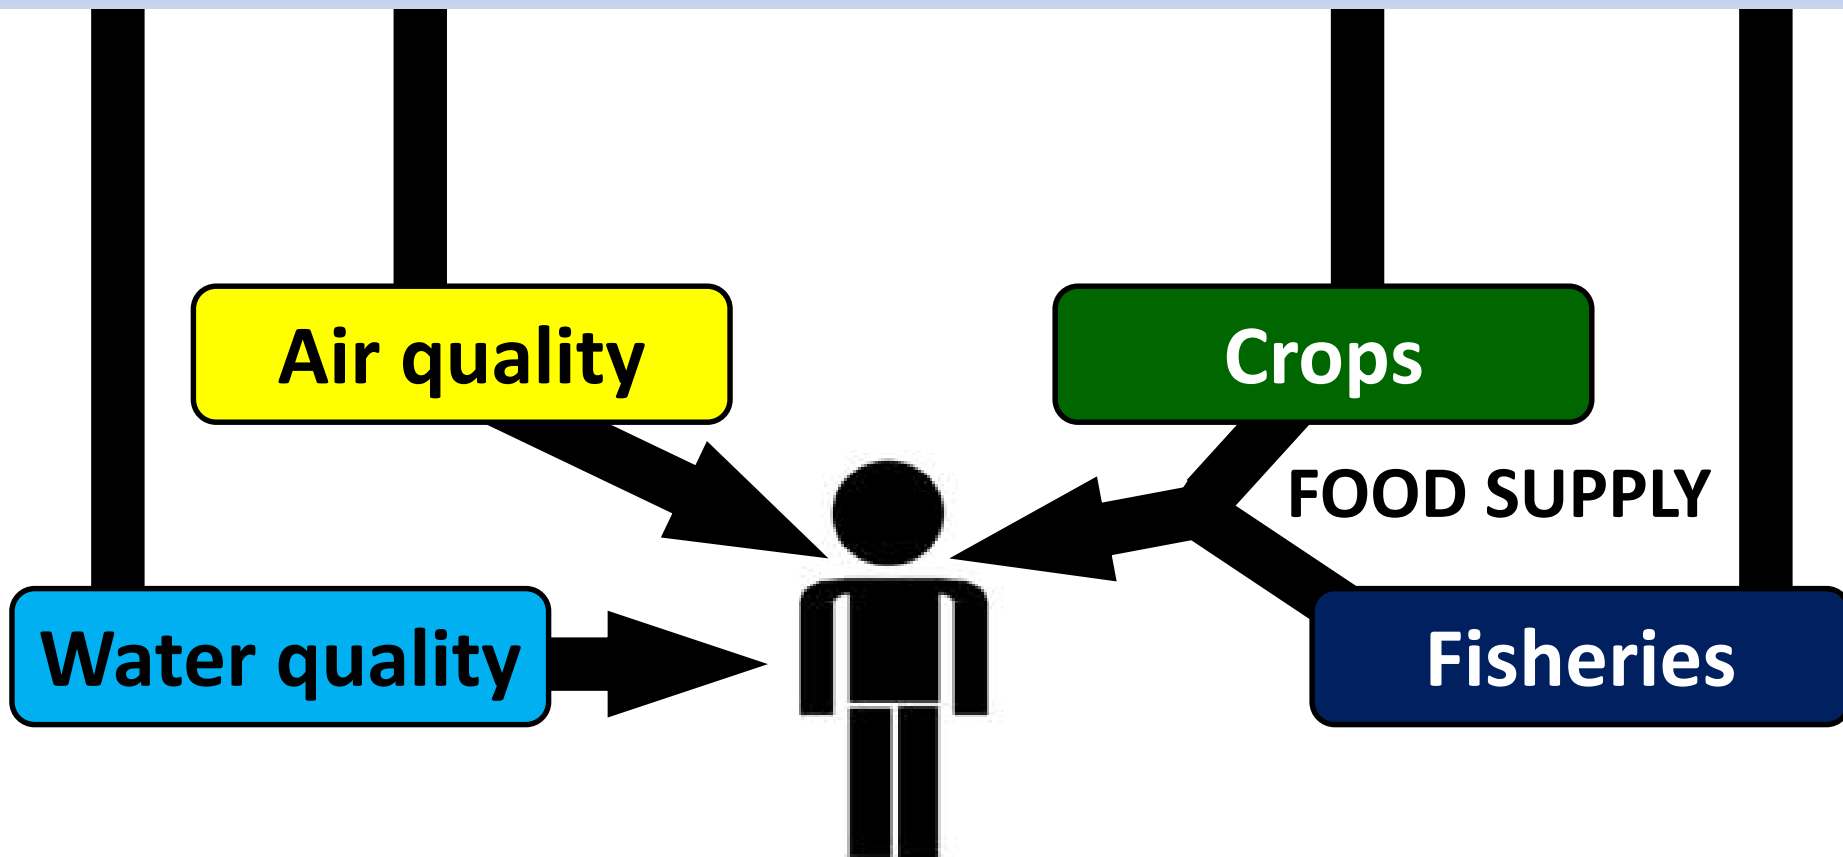 Air quality
Crops
FOOD SUPPLY
Water quality
Fisheries